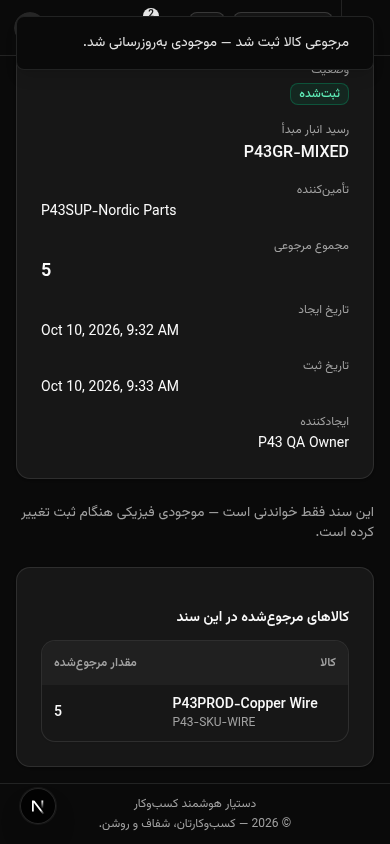 2
مرجوعی کالا ثبت شد — موجودی به‌روزرسانی شد.
وضعیت
ثبت‌شده
رسید انبار مبدأ
P43GR-MIXED
تأمین‌کننده
P43SUP-Nordic Parts
مجموع مرجوعی
5
تاریخ ایجاد
Oct 10, 2026, 9:32 AM
تاریخ ثبت
Oct 10, 2026, 9:33 AM
ایجادکننده
P43 QA Owner
این سند فقط خواندنی است — موجودی فیزیکی هنگام ثبت تغییر
کرده است.
کالاهای مرجوع‌شده در این سند
کالا مقدار مرجوع‌شده
P43PROD-Copper Wire 5
P43-SKU-WIRE
دستیار هوشمند کسب‌وکار
© 2026 — کسب‌وکارتان، شفاف و روشن.
N